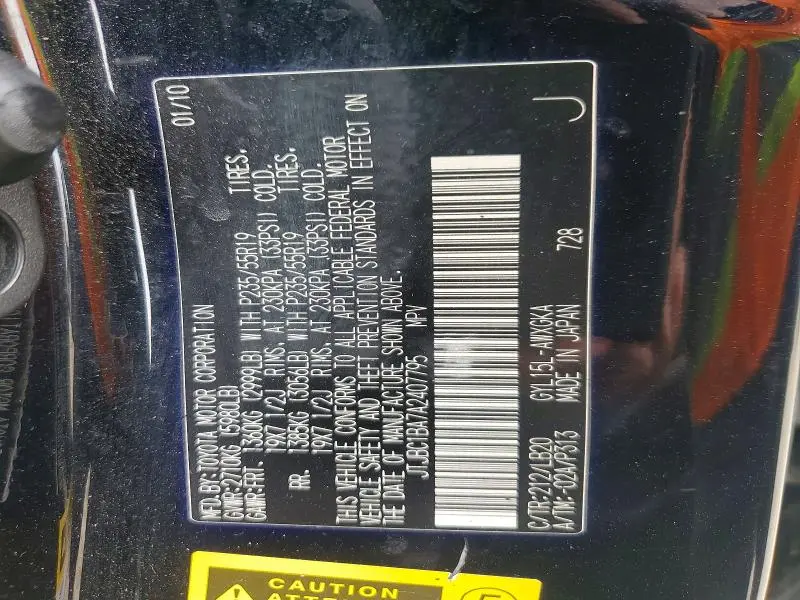 MFD. BY: TOYOTA MOTOR CORPORATION 01/10
GVWR: 2710KG (5980LB)
GAWR: FRT. 1360KG (2999LB) WITH P235/55R19 TIRES.
19X7 1/2J RIMS AT 230KPA (33PSI) COLD.
RR. 1385KG (3056LB) WITH P235/55R19 TIRES.
19X7 1/2J RIMS AT 230KPA (33PSI) COLD.
THIS VEHICLE CONFORMS TO ALL APPLICABLE FEDERAL MOTOR
VEHICLE SAFETY AND THEFT PREVENTION STANDARDS IN EFFECT ON
THE DATE OF MANUFACTURE SHOWN ABOVE.
JTJBC1BA7A2407795 MPV
C/TR: 212/LB20 GYL15L-AWXGKA
A/TM: -02A/P313 MADE IN JAPAN 728
J
CAUTION